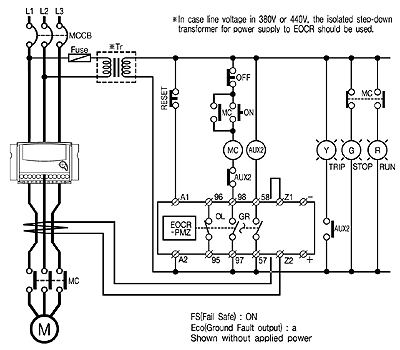 L1 L2 L3
MCCB
※In case line voltage in 380V or 440V, the isolated step-down
transformer for power supply to EOCR should be used.
Fuse
※Tr
OFF
RESET
MC
ON
MC
MC
AUX2
Y
G
R
TRIP
STOP
RUN
AUX2
A1
96
98
58
Z1
−
OL
GR
EOCR
-PMZ
AUX2
A2
95
97
57
Z2
+
MC
M
FS(Fail Safe) : ON
Eco(Ground Fault output) : a
Shown without applied power